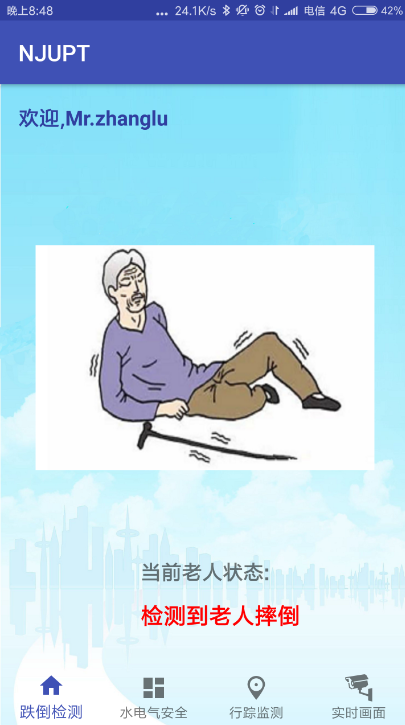 晚上8:48 ... 24.1K/s 电信 4G 42%
NJUPT
欢迎,Mr.zhanglu
当前老人状态:
检测到老人摔倒
跌倒检测 水电气安全 行踪监测 实时画面